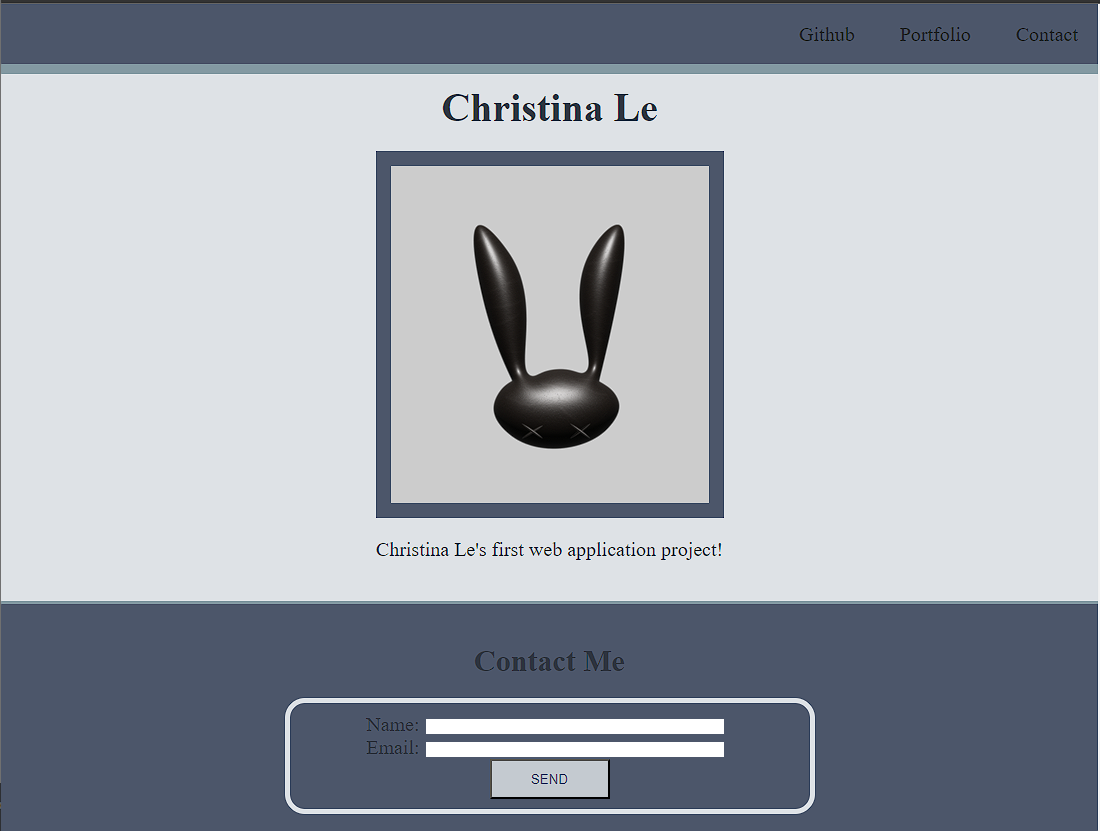 Github Portfolio Contact
Christina Le
Christina Le's first web application project!
Contact Me
Name:
Email:
SEND